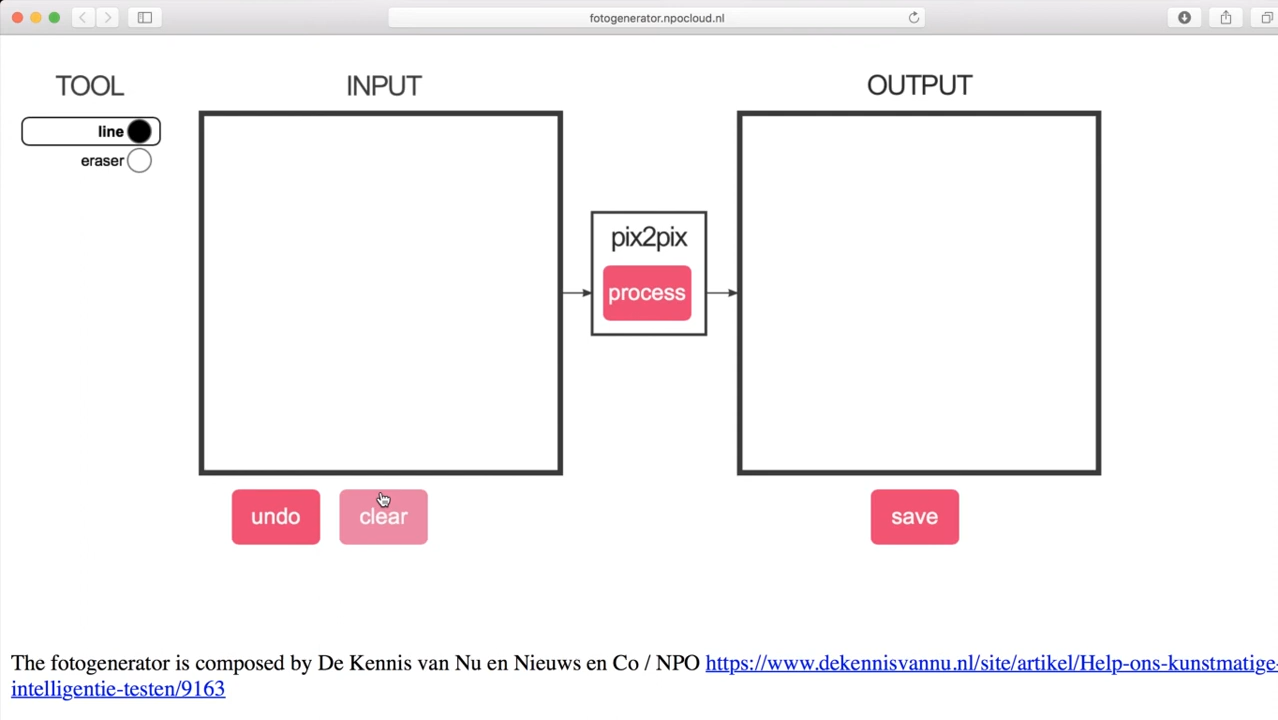 fotogenerator.npocloud.nl
TOOL
INPUT
OUTPUT
line
eraser
pix2pix
process
undo
clear
save
The fotogenerator is composed by De Kennis van Nu en Nieuws en Co / NPO https://www.dekennisvannu.nl/site/artikel/Help-ons-kunstmatige-
intelligentie-testen/9163